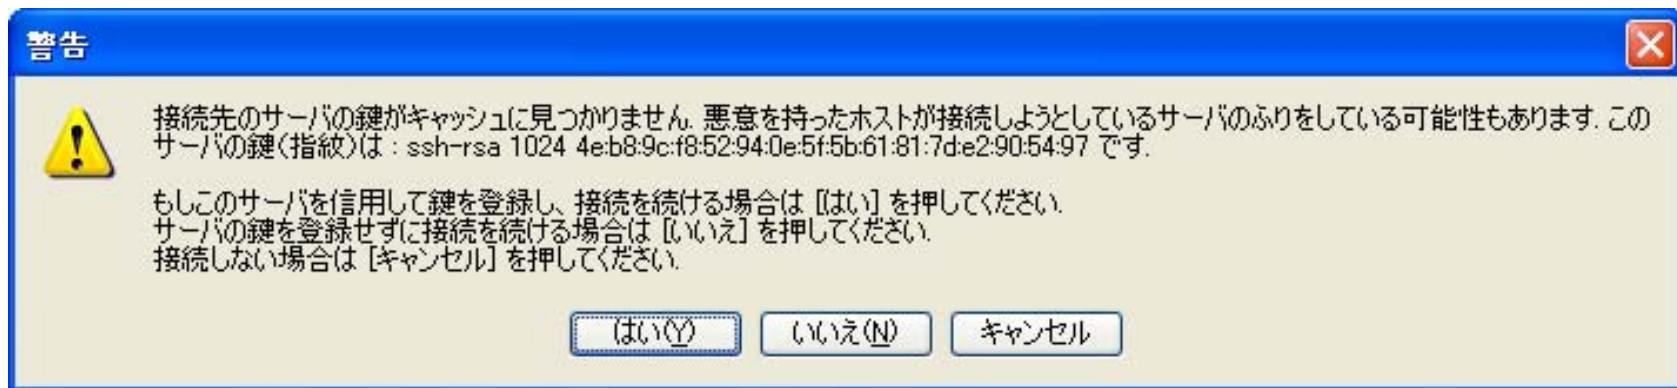 警告
接続先のサーバの鍵がキャッシュに見つかりません. 悪意を持ったホストが接続しようとしているサーバのふりをしている可能性もあります. この
サーバの鍵(指紋)は : ssh-rsa 1024 4e:b8:9c:f8:52:94:0e:5f:5b:61:81:7d:e2:90:54:97 です.
もしこのサーバを信用して鍵を登録し、接続を続ける場合は [はい] を押してください.
サーバの鍵を登録せずに接続を続ける場合は [いいえ] を押してください.
接続しない場合は [キャンセル] を押してください.
はい(Y) いいえ(N) キャンセル